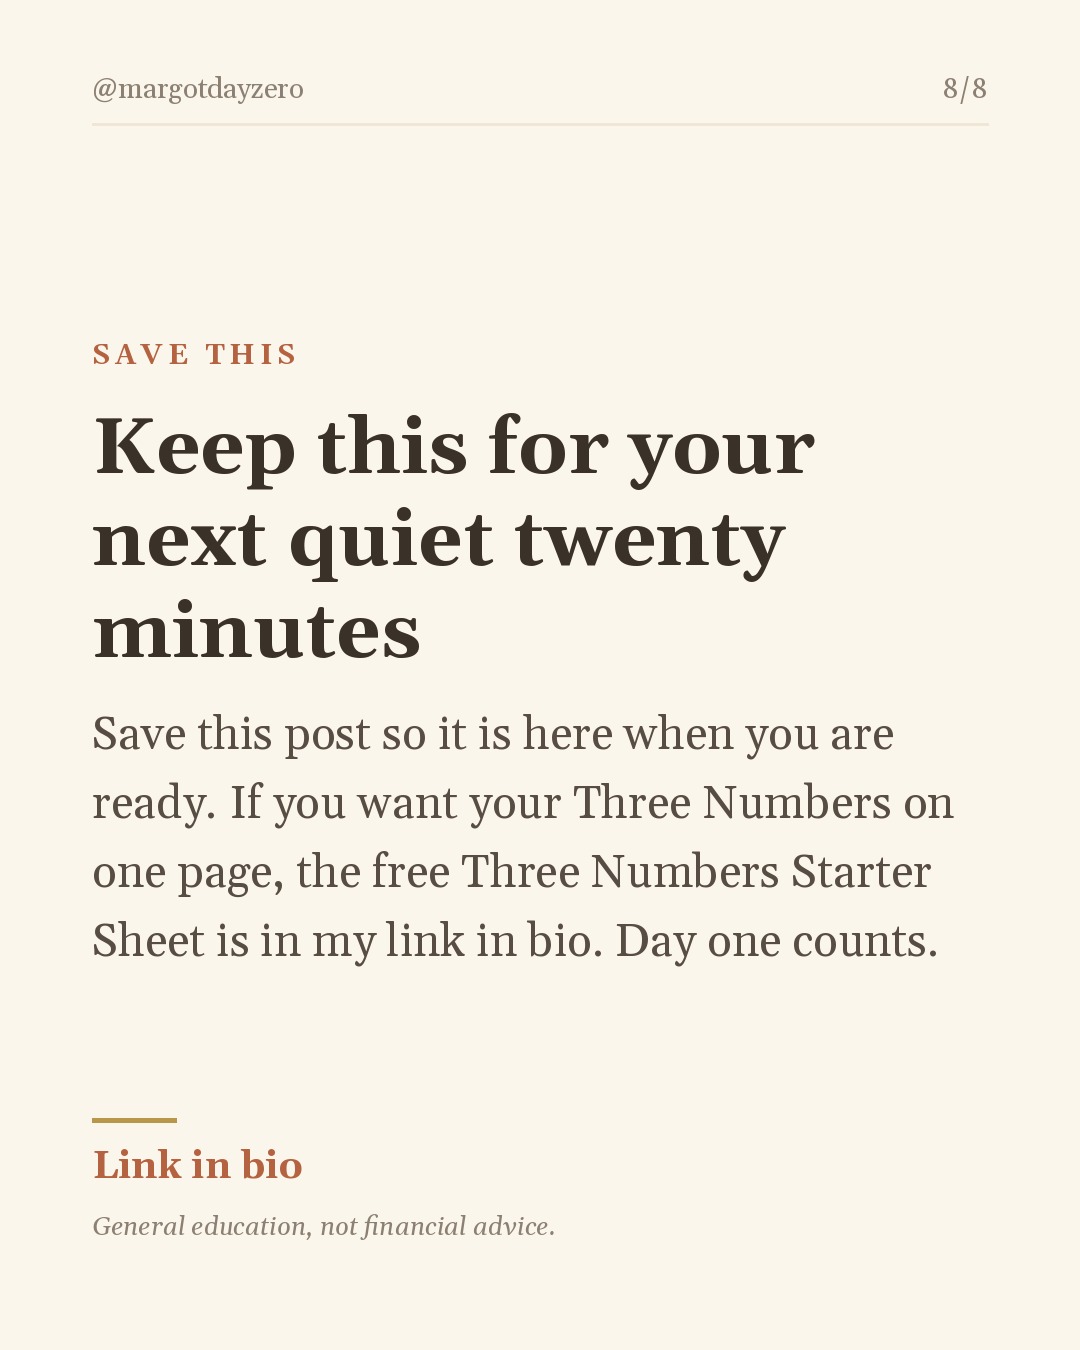 @margotdayzero
8/8
SAVE THIS
Keep this for your
next quiet twenty
minutes
Save this post so it is here when you are
ready. If you want your Three Numbers on
one page, the free Three Numbers Starter
Sheet is in my link in bio. Day one counts.
Link in bio
General education, not financial advice.